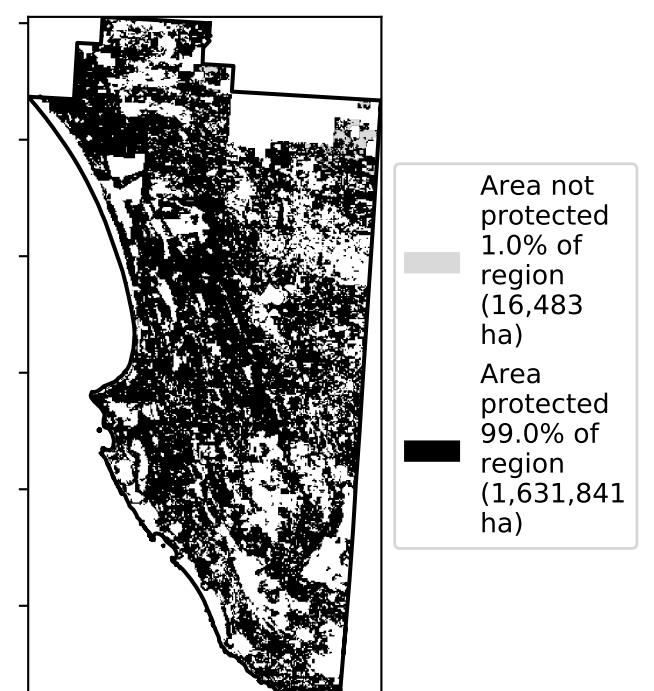 Area not
protected
1.0% of
region
(16,483
ha)
Area
protected
99.0% of
region
(1,631,841
ha)